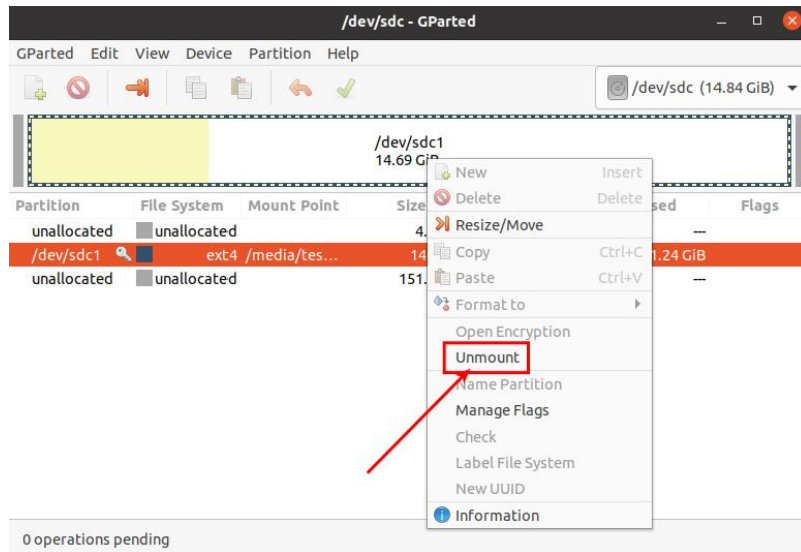 /dev/sdc - GParted
GParted Edit View Device Partition Help
/dev/sdc (14.84 GiB)
/dev/sdc1
14.69 GiB
Partition File System Mount Point Size sed Flags
unallocated unallocated 4. ---
/dev/sdc1 ext4 /media/tes... 14 1.24 GiB
unallocated unallocated 151. ---
New Insert
Delete Delete
Resize/Move
Copy Ctrl+C
Paste Ctrl+V
Format to
Open Encryption
Unmount
Name Partition
Manage Flags
Check
Label File System
New UUID
Information
0 operations pending